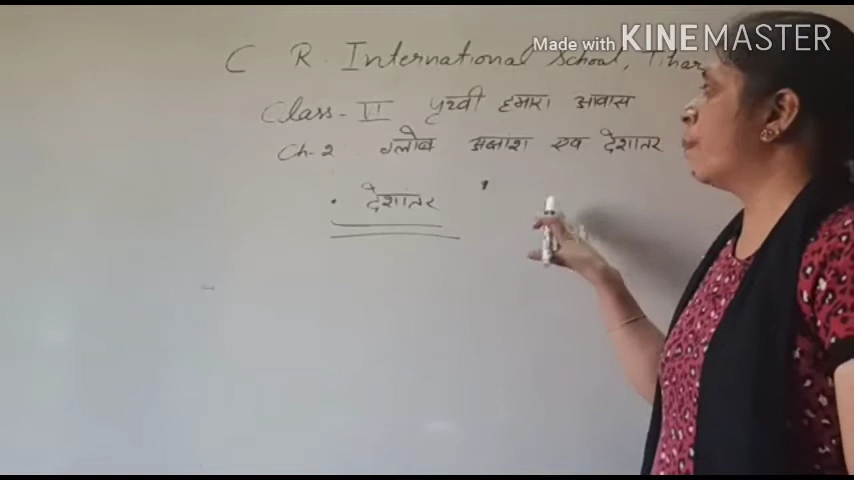 Made with KINEMASTER
C R. International School, Tihar
Class - VI पृथ्वी हमारा आवास
Ch-2 ग्लोब अक्षांश एव देशातर
• देशातर